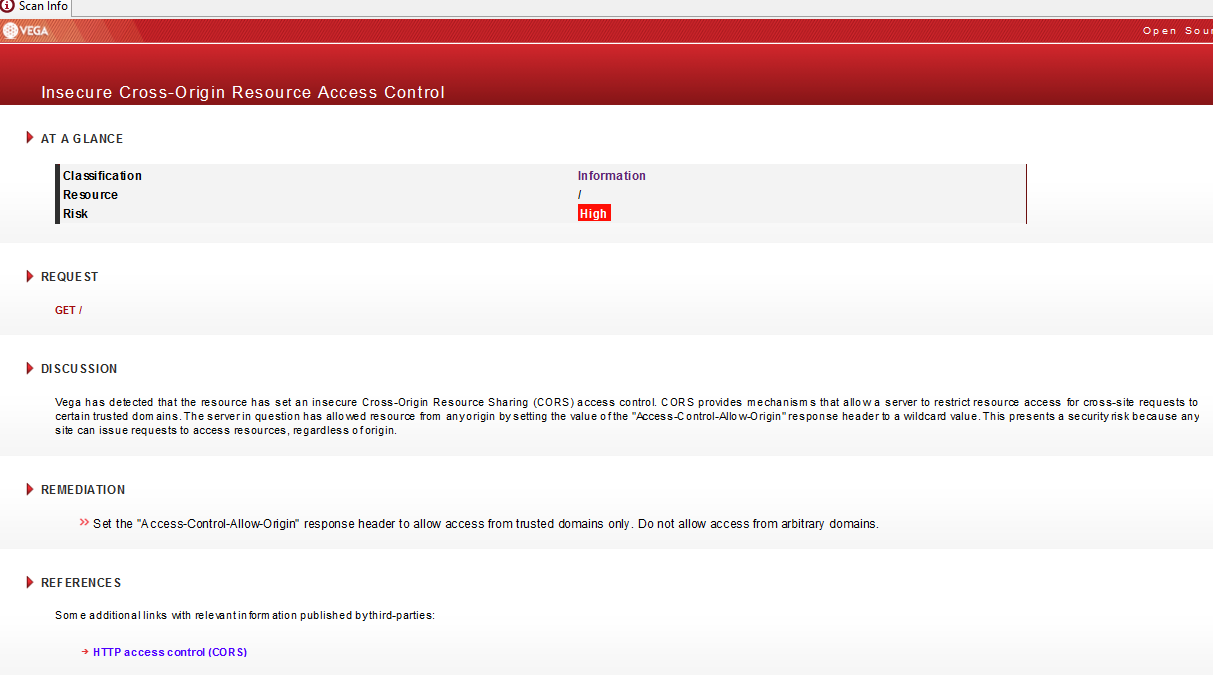 Scan Info
VEGA
Open Sour
Insecure Cross-Origin Resource Access Control
AT A GLANCE
Classification Information
Resource /
Risk High
REQUEST
GET /
DISCUSSION
Vega has detected that the resource has set an insecure Cross-Origin Resource Sharing (CORS) access control. CORS provides mechanisms that allow a server to restrict resource access for cross-site requests to
certain trusted domains. The server in question has allowed resource from any origin by setting the value of the "Access-Control-Allow-Origin" response header to a wildcard value. This presents a security risk because any
site can issue requests to access resources, regardless of origin.
REMEDIATION
Set the "Access-Control-Allow-Origin" response header to allow access from trusted domains only. Do not allow access from arbitrary domains.
REFERENCES
Some additional links with relevant information published by third-parties:
HTTP access control (CORS)